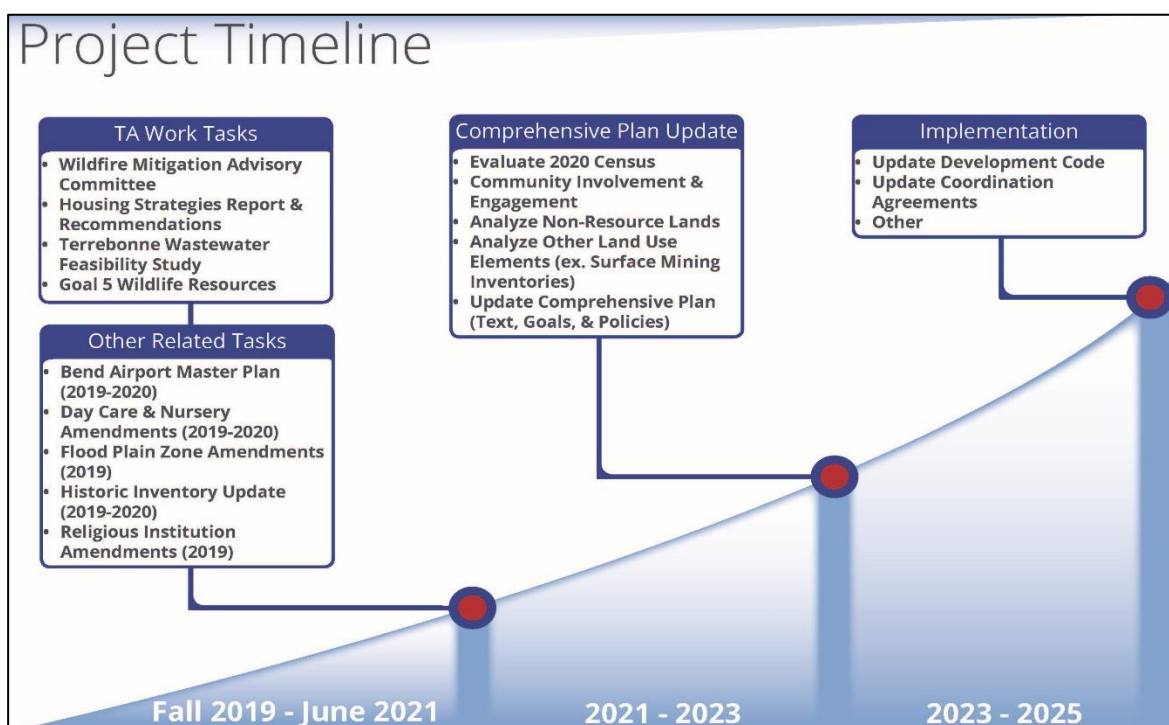 Project Timeline
TA Work Tasks
• Wildfire Mitigation Advisory
Committee
• Housing Strategies Report &
Recommendations
• Terrebonne Wastewater
Feasibility Study
• Goal 5 Wildlife Resources
Other Related Tasks
• Bend Airport Master Plan
(2019-2020)
• Day Care & Nursery
Amendments (2019-2020)
• Flood Plain Zone Amendments
(2019)
• Historic Inventory Update
(2019-2020)
• Religious Institution
Amendments (2019)
Comprehensive Plan Update
• Evaluate 2020 Census
• Community Involvement &
Engagement
• Analyze Non-Resource Lands
• Analyze Other Land Use
Elements (ex. Surface Mining
Inventories)
• Update Comprehensive Plan
(Text, Goals, & Policies)
Implementation
• Update Development Code
• Update Coordination
Agreements
• Other
Fall 2019 - June 2021
2021 - 2023
2023 - 2025